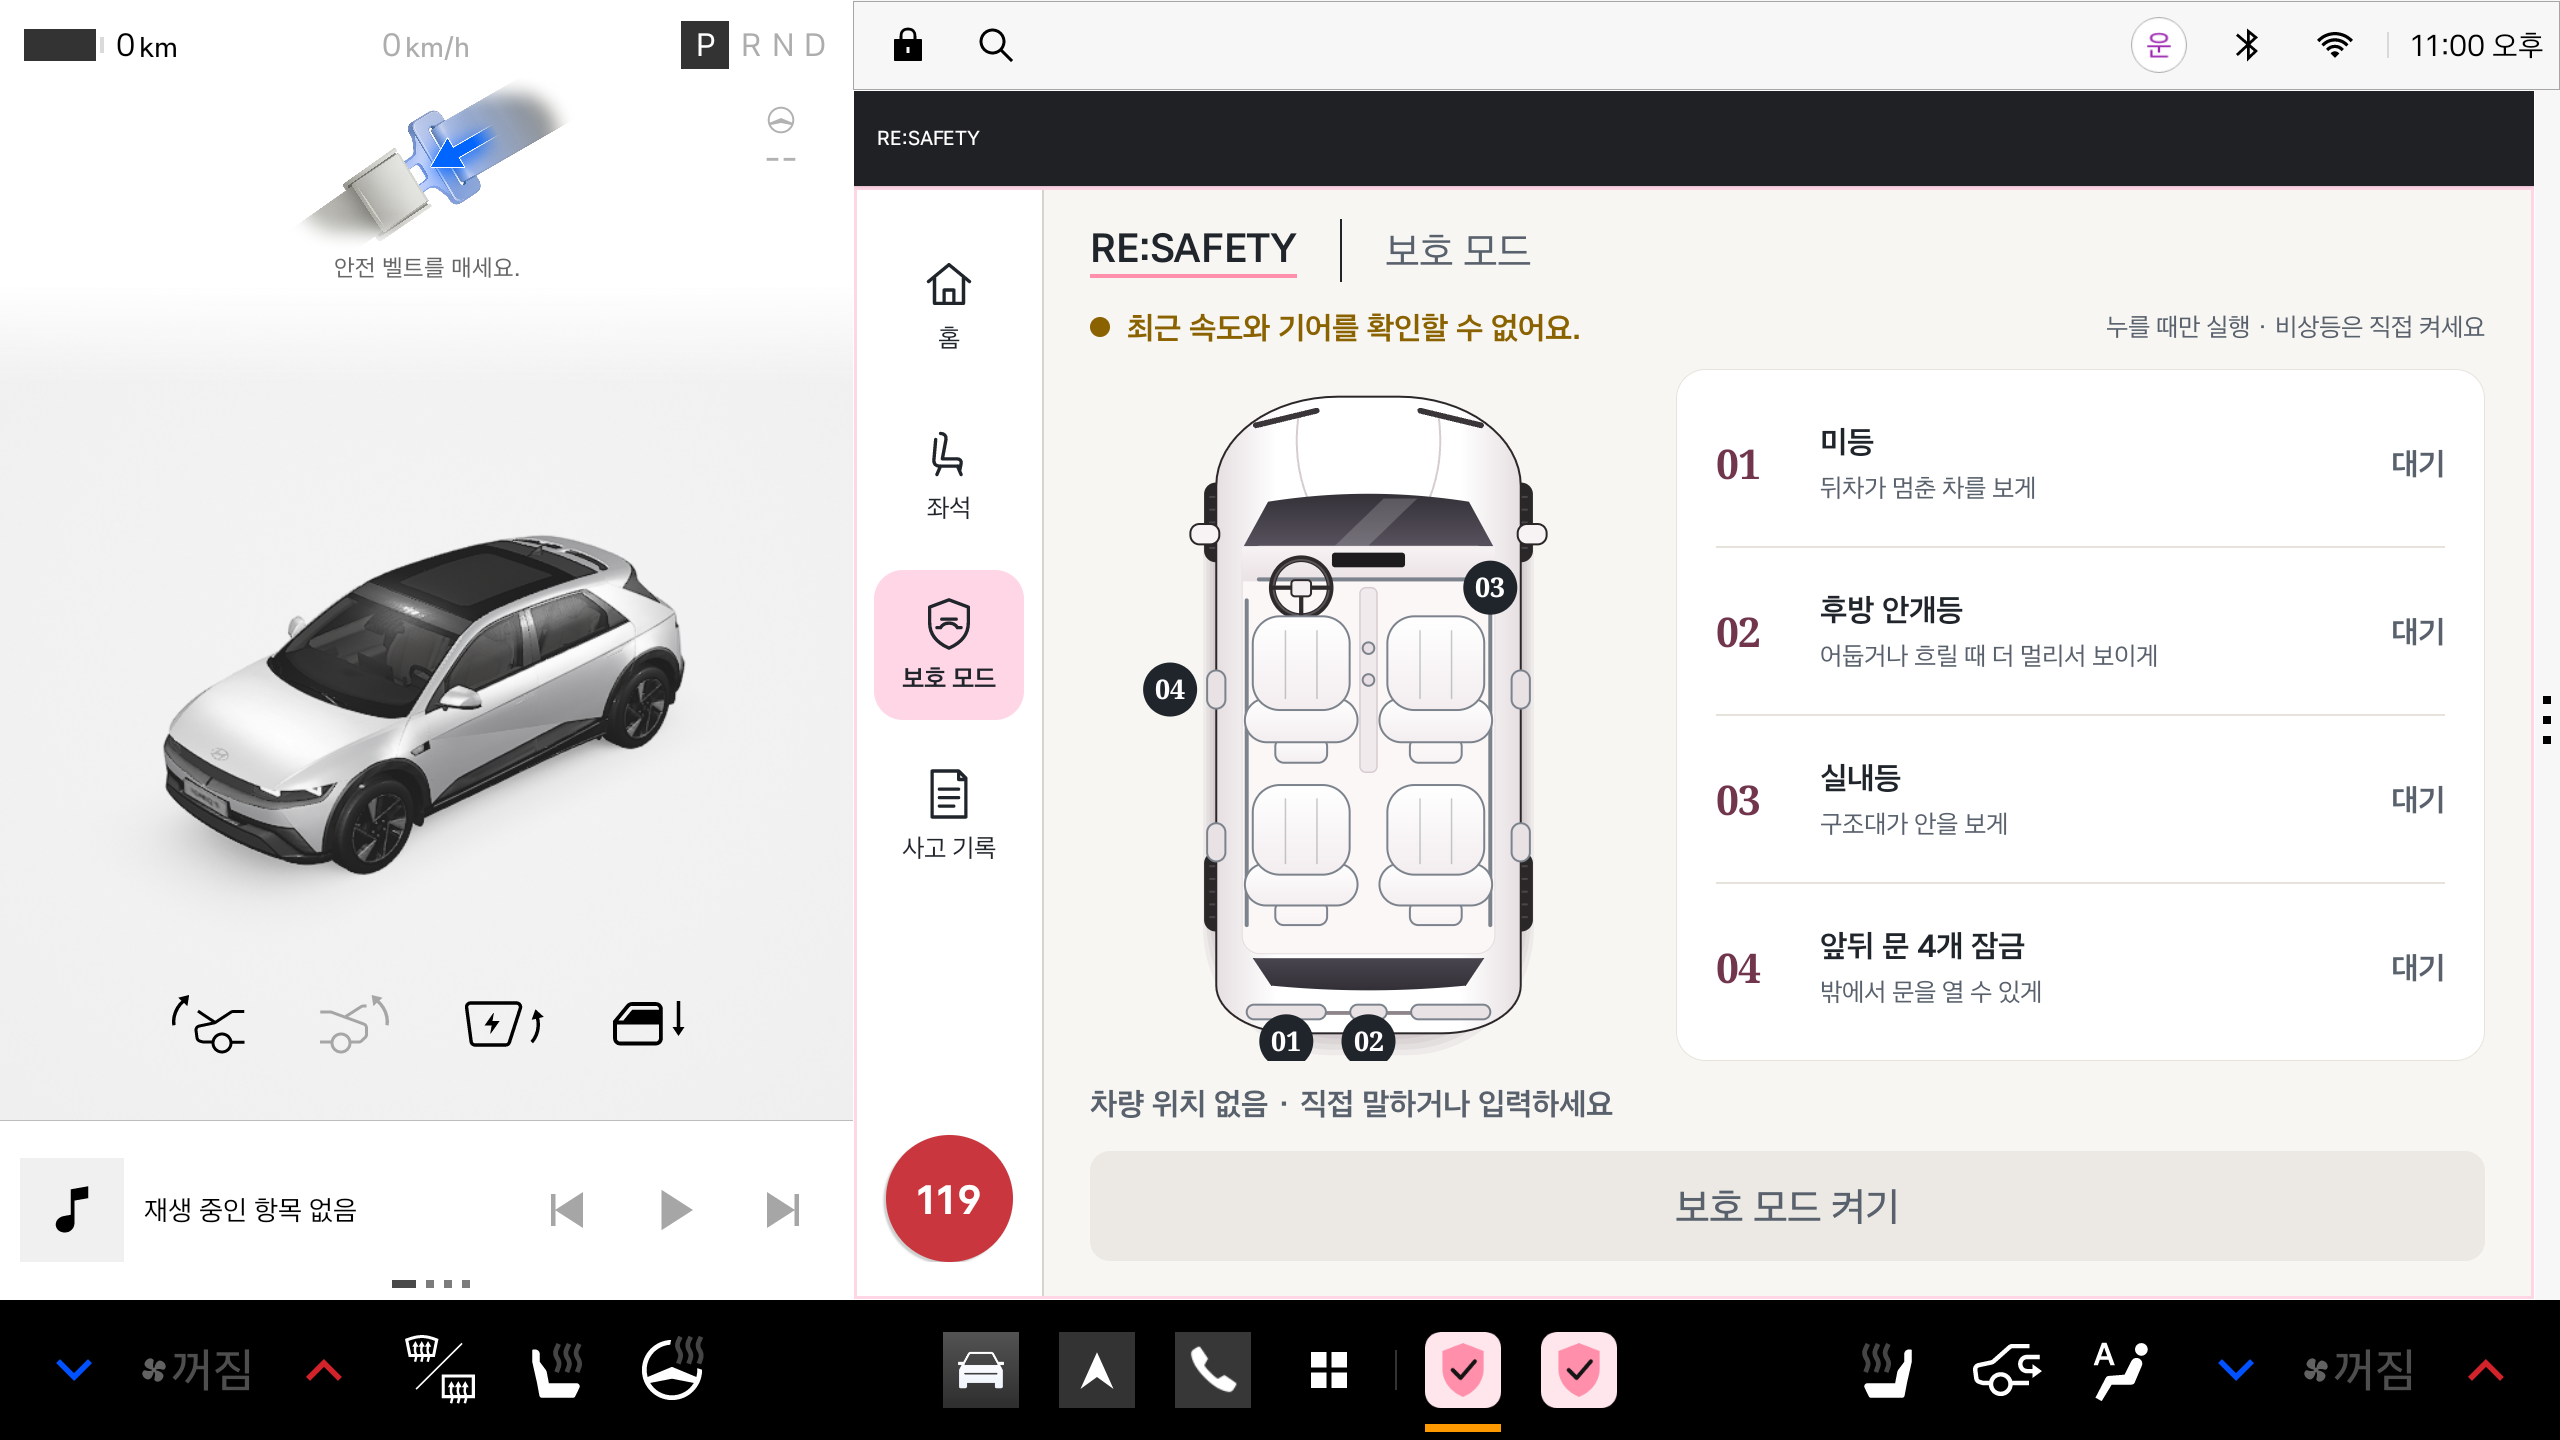 0 km
0 km/h
P R N D
11:00 오후
운
안전 벨트를 매세요.
--
재생 중인 항목 없음
RE:SAFETY
홈
좌석
보호 모드
사고 기록
119
RE:SAFETY
보호 모드
최근 속도와 기어를 확인할 수 없어요.
누를 때만 실행 · 비상등은 직접 켜세요
03
04
01
02
01
미등
뒤차가 멈춘 차를 보게
대기
02
후방 안개등
어둡거나 흐릴 때 더 멀리서 보이게
대기
03
실내등
구조대가 안을 보게
대기
04
앞뒤 문 4개 잠금
밖에서 문을 열 수 있게
대기
차량 위치 없음 · 직접 말하거나 입력하세요
보호 모드 켜기
꺼짐
A
꺼짐